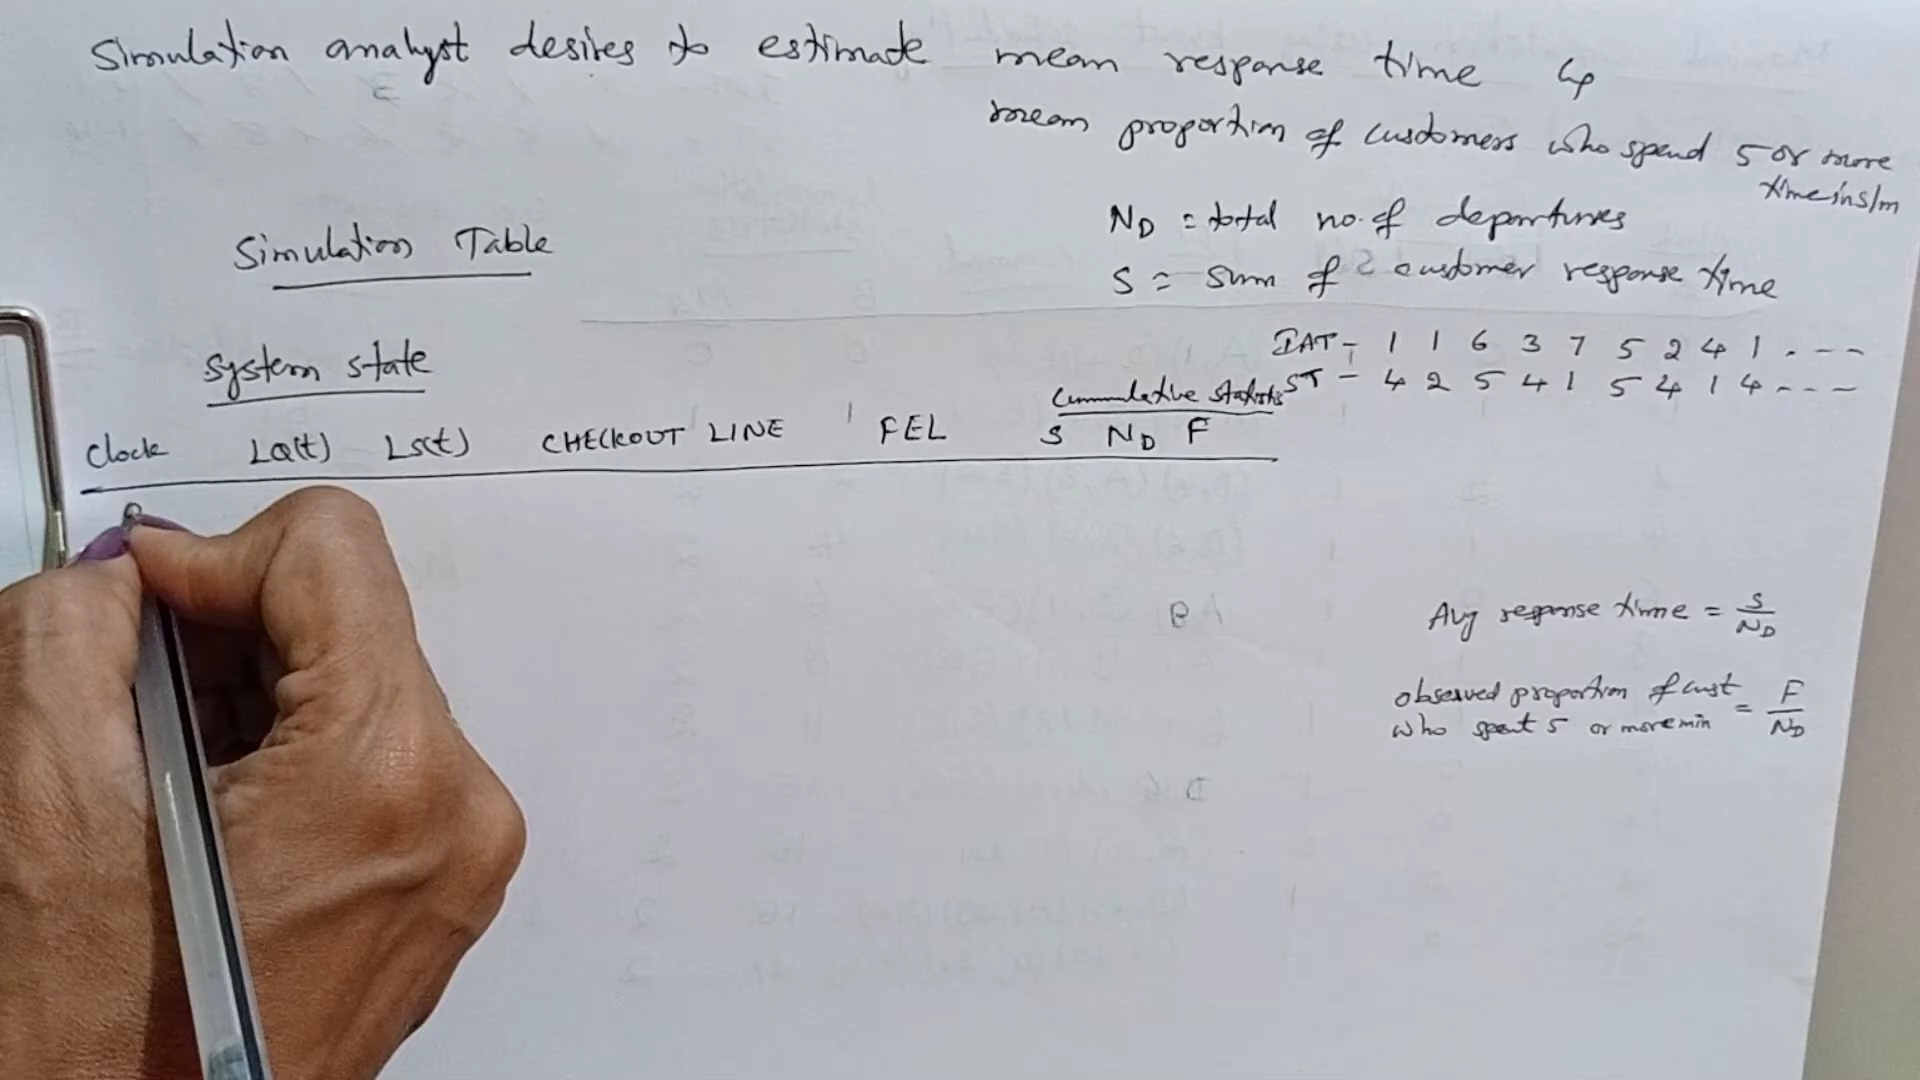 Simulation analyst desires to estimate mean response time &
mean proportion of customers who spend 5 or more
time in s/m
ND = total no. of departures
S = Sum of customer response time
Simulation Table
IAT - 1 1 6 3 7 5 2 4 1 . - - -
ST - 4 2 5 4 1 5 4 1 4 - - - -
System state
Cummulative Statistics
Clock LQ(t) LS(t) CHECKOUT LINE FEL S ND F
0
Avg response time = S/ND
observed proportion of cust
who spent 5 or more min = F/ND